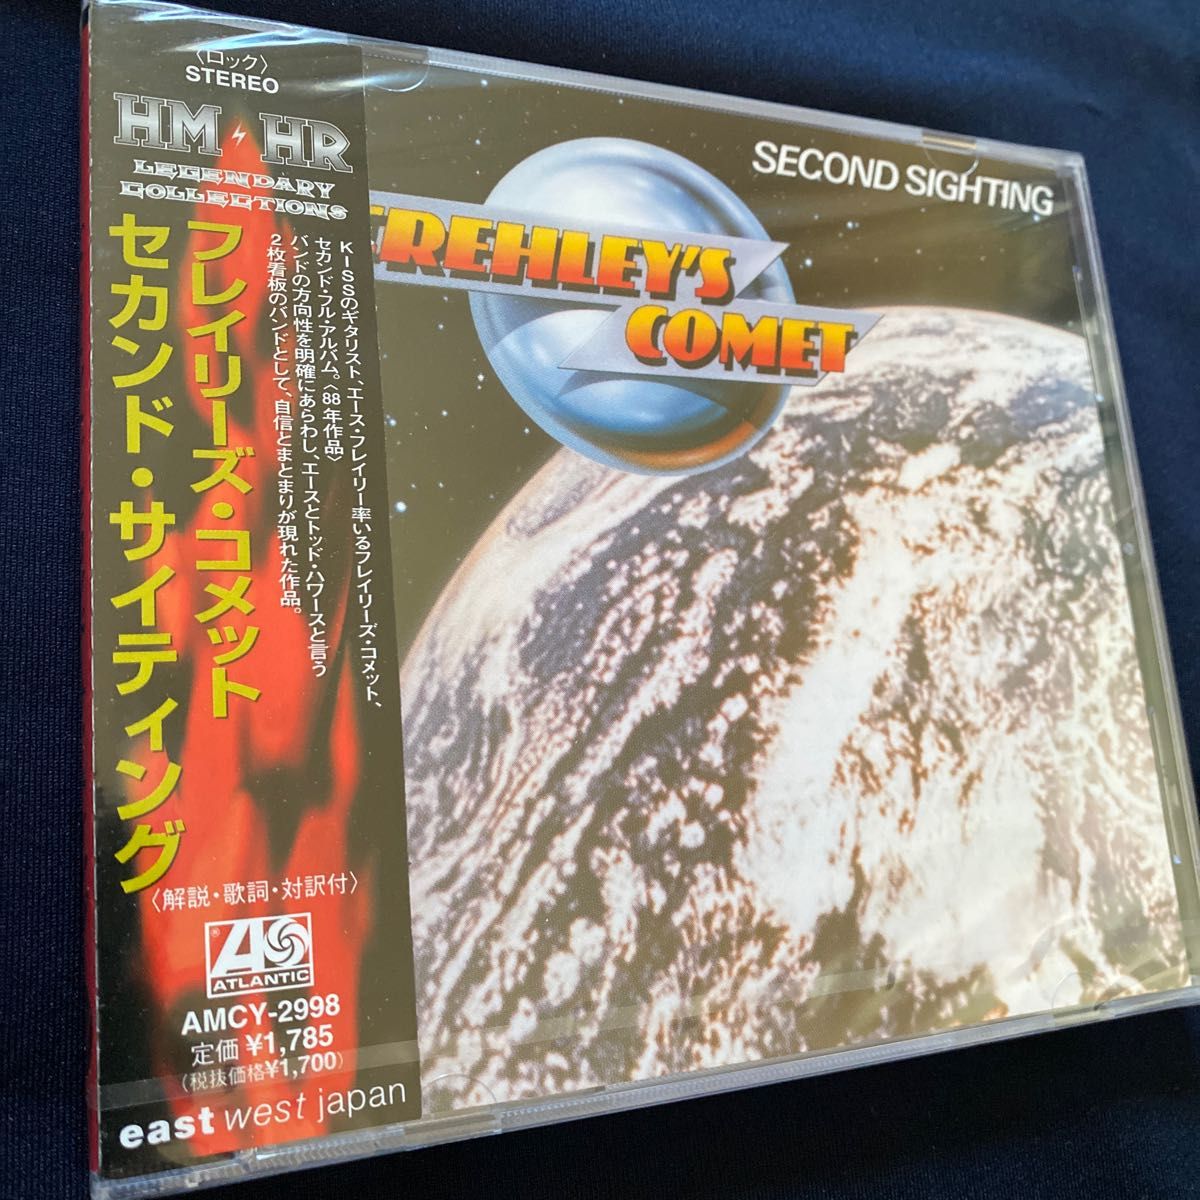 〈ロック〉
STEREO
HM HR
LEGENDARY
COLLECTIONS
フレイリーズ・コメット
セカンド・サイティング
KISSのギタリスト、エース・フレイリー率いるフレイリーズ・コメット、
セカンド・フル・アルバム。〈88年作品〉
バンドの方向性を明確にあらわし、エースとトッド・ハワースと言う
2枚看板のバンドとして、自信とまとまりが現れた作品。
〈解説・歌詞・対訳付〉
ATLANTIC
AMCY-2998
定価 ¥1,785
(税抜価格¥1,700)
east west japan
SECOND SIGHTING
FREHLEY'S
COMET